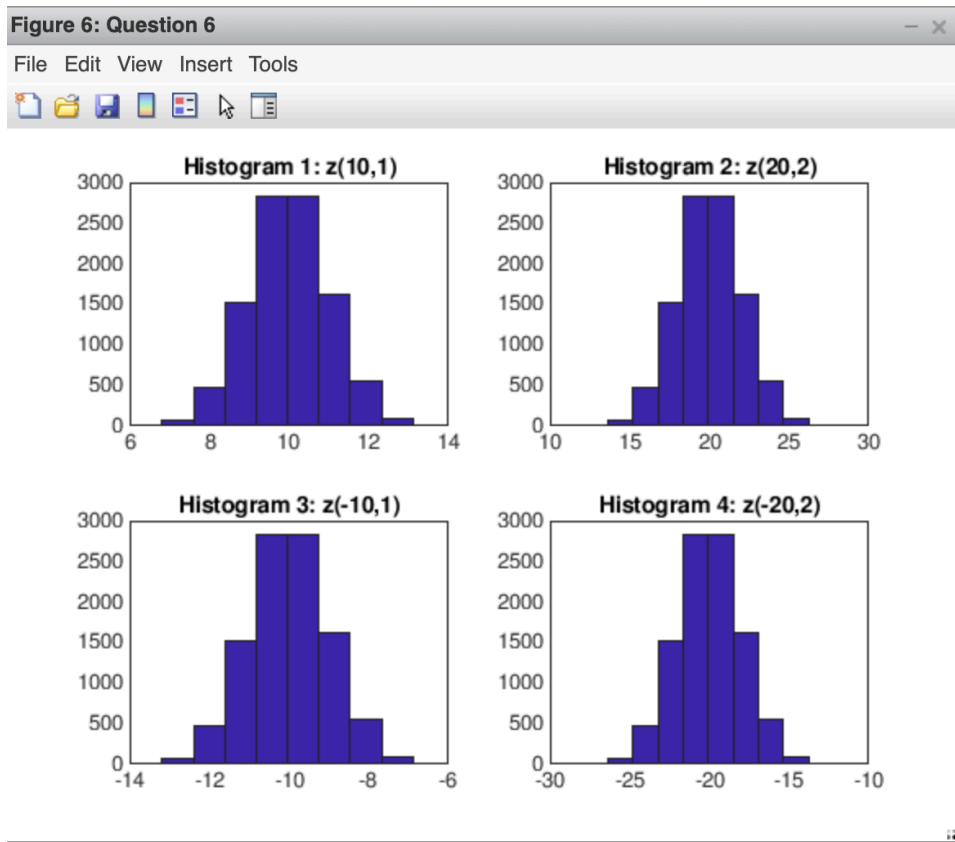 Figure 6: Question 6
File Edit View Insert Tools
Histogram 1: z(10,1)
3000
2500
2000
1500
1000
500
0
6 8 10 12 14
Histogram 2: z(20,2)
3000
2500
2000
1500
1000
500
0
10 15 20 25 30
Histogram 3: z(-10,1)
3000
2500
2000
1500
1000
500
0
-14 -12 -10 -8 -6
Histogram 4: z(-20,2)
3000
2500
2000
1500
1000
500
0
-30 -25 -20 -15 -10